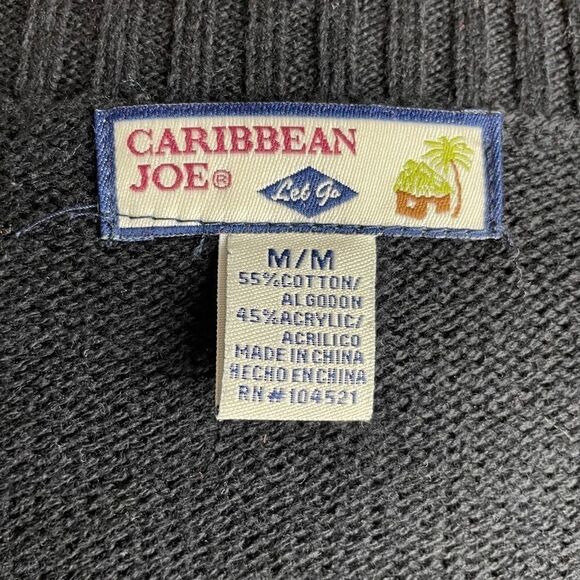 CARIBBEAN
JOE®
Let Go
M/M
55%COTTON/
ALGODON
45%ACRYLIC/
ACRILICO
MADE IN CHINA
HECHO EN CHINA
RN#104521